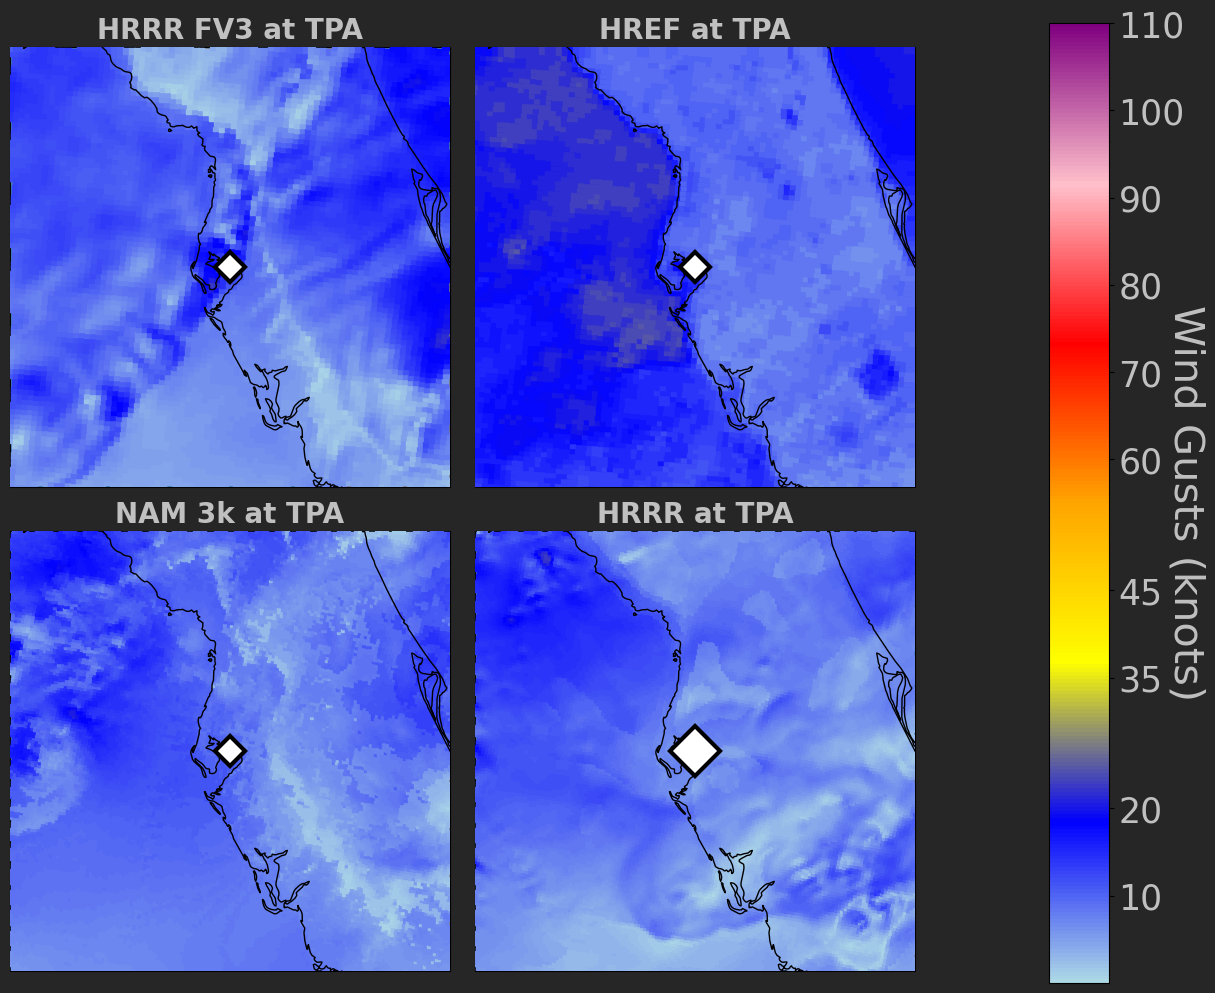 HRRR FV3 at TPA
HREF at TPA
NAM 3k at TPA
HRRR at TPA
110
100
90
80
70
60
45
35
20
10
Wind Gusts (knots)